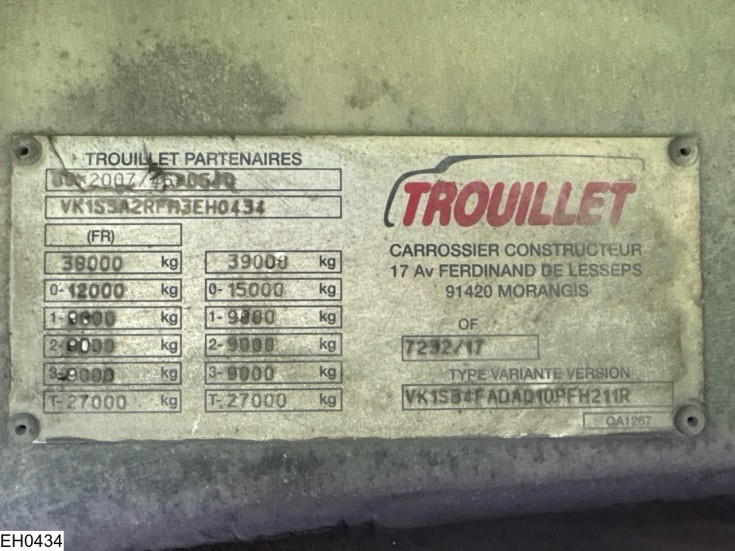 TROUILLET PARTENAIRES
VK1S3A2RFH3EH0434
(FR)
38000 kg 39000 kg
0- 12000 kg 0- 15000 kg
1- 9000 kg 1- 9000 kg
2- 9000 kg 2- 9000 kg
3- 9000 kg 3- 9000 kg
T- 27000 kg T- 27000 kg
TROUILLET
CARROSSIER CONSTRUCTEUR
17 Av FERDINAND DE LESSEPS
91420 MORANGIS
OF
7292/17
TYPE VARIANTE VERSION
VK1S34FADAD10PFH211R
OA1267
EH0434